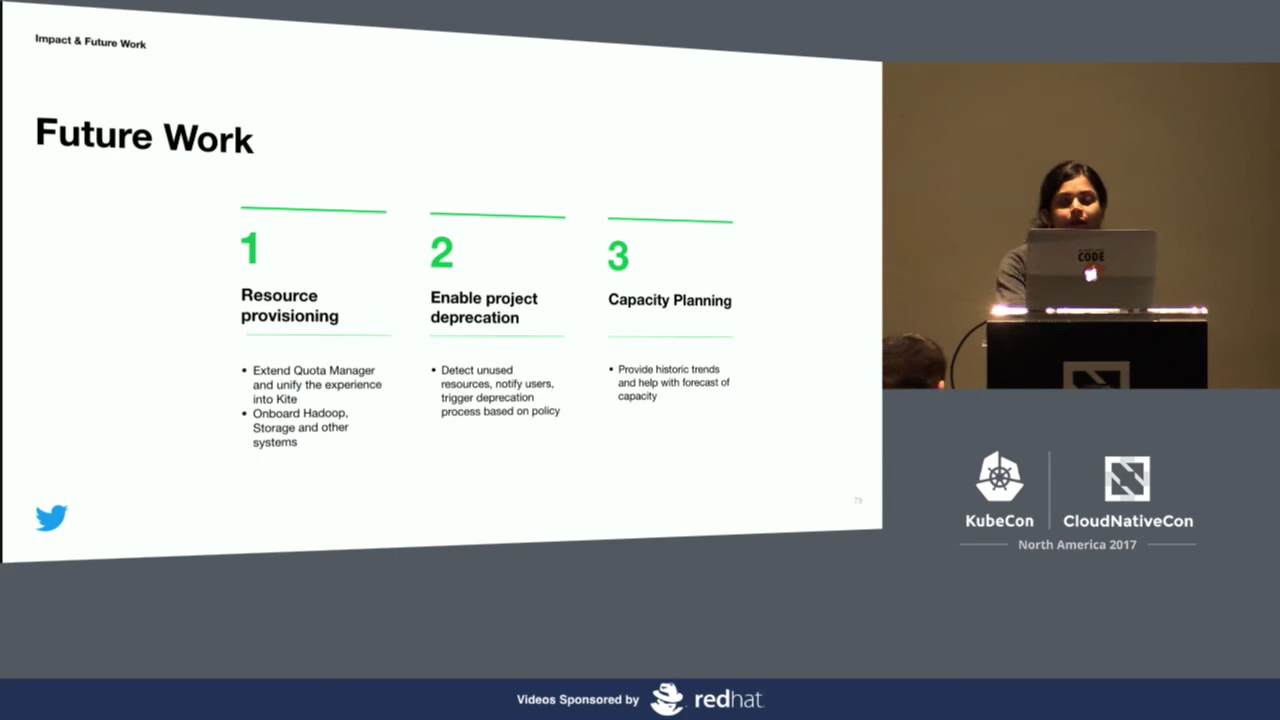 Impact & Future Work
Future Work
1
Resource
provisioning
• Extend Quota Manager
and unify the experience
into Kite
• Onboard Hadoop,
Storage and other
systems
2
Enable project
deprecation
• Detect unused
resources, notify users,
trigger deprecation
process based on policy
3
Capacity Planning
• Provide historic trends
and help with forecast of
capacity
79
CODE
KubeCon
CloudNativeCon
North America 2017
Videos Sponsored by
redhat